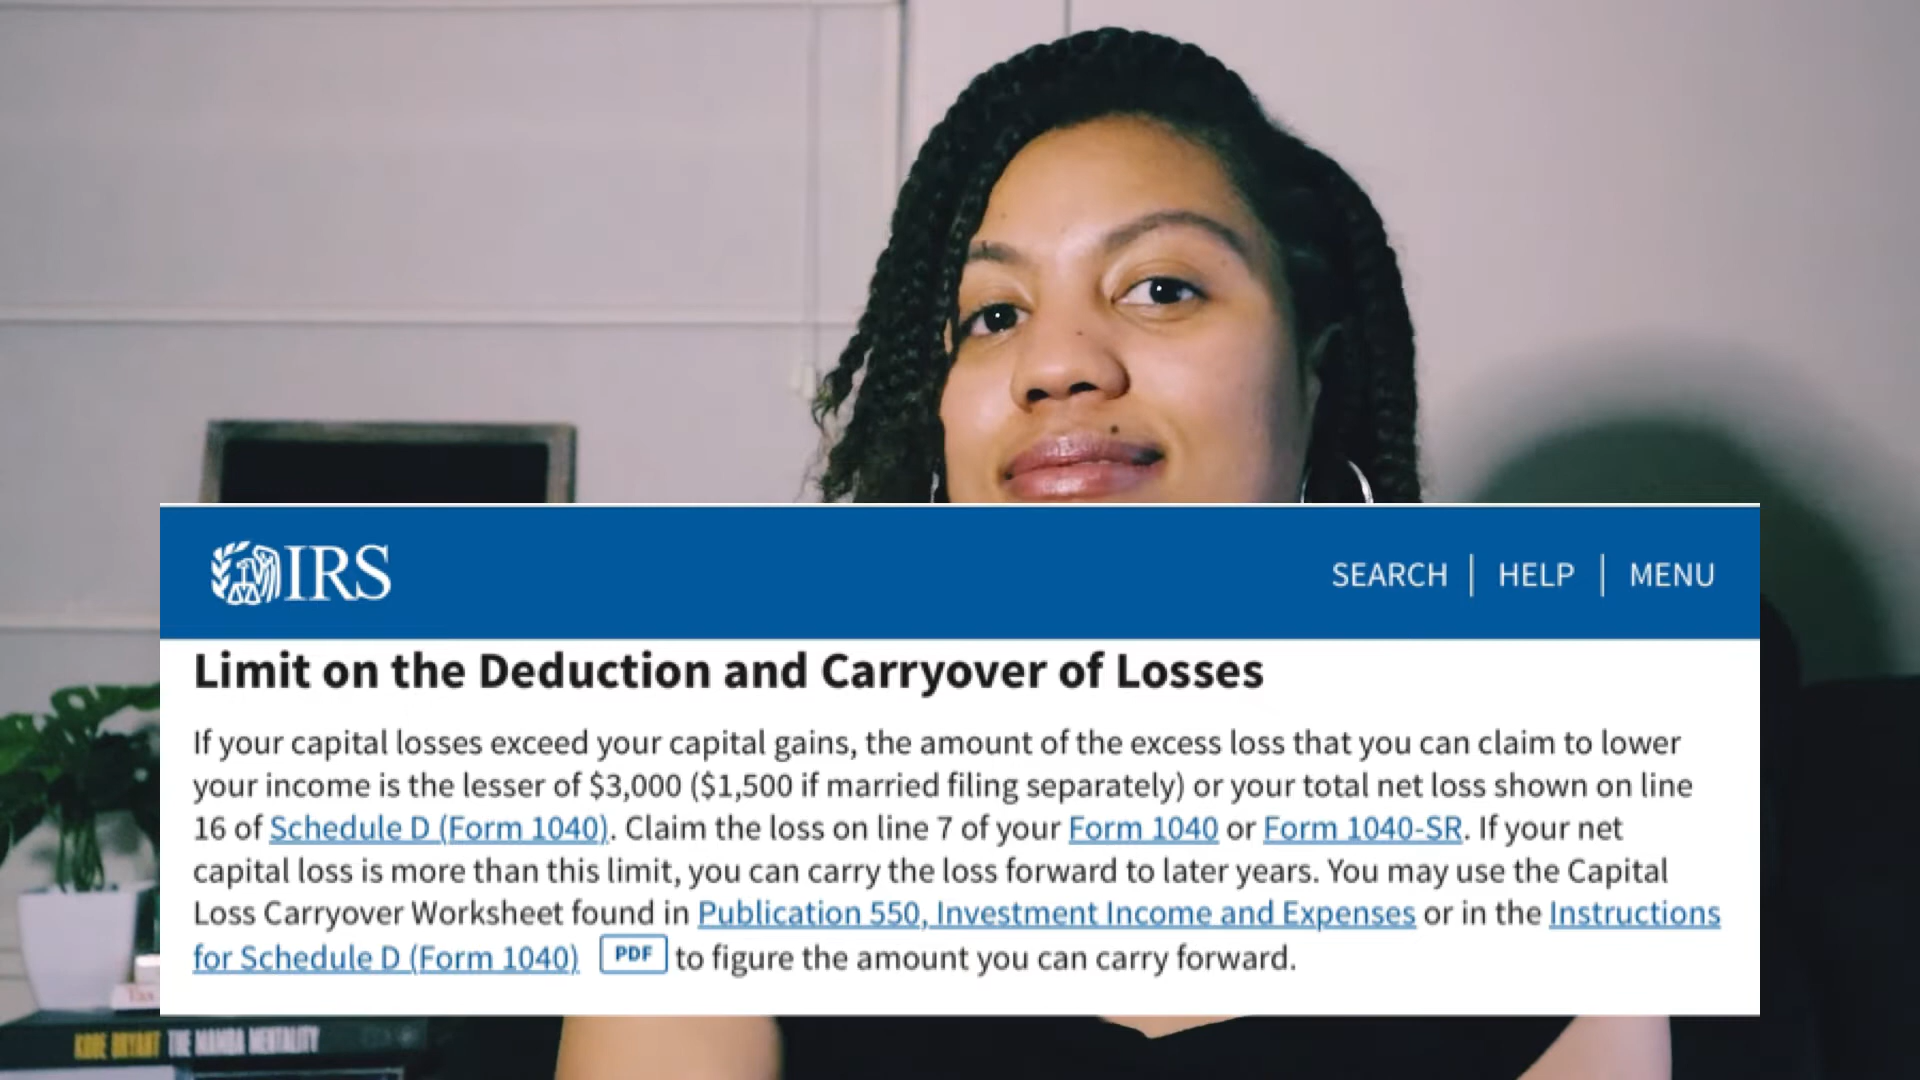 IRS
SEARCH | HELP | MENU
Limit on the Deduction and Carryover of Losses
If your capital losses exceed your capital gains, the amount of the excess loss that you can claim to lower
your income is the lesser of $3,000 ($1,500 if married filing separately) or your total net loss shown on line
16 of Schedule D (Form 1040). Claim the loss on line 7 of your Form 1040 or Form 1040-SR. If your net
capital loss is more than this limit, you can carry the loss forward to later years. You may use the Capital
Loss Carryover Worksheet found in Publication 550, Investment Income and Expenses or in the Instructions
for Schedule D (Form 1040) PDF to figure the amount you can carry forward.
Tax
KOBE BRYANT THE MAMBA MENTALITY